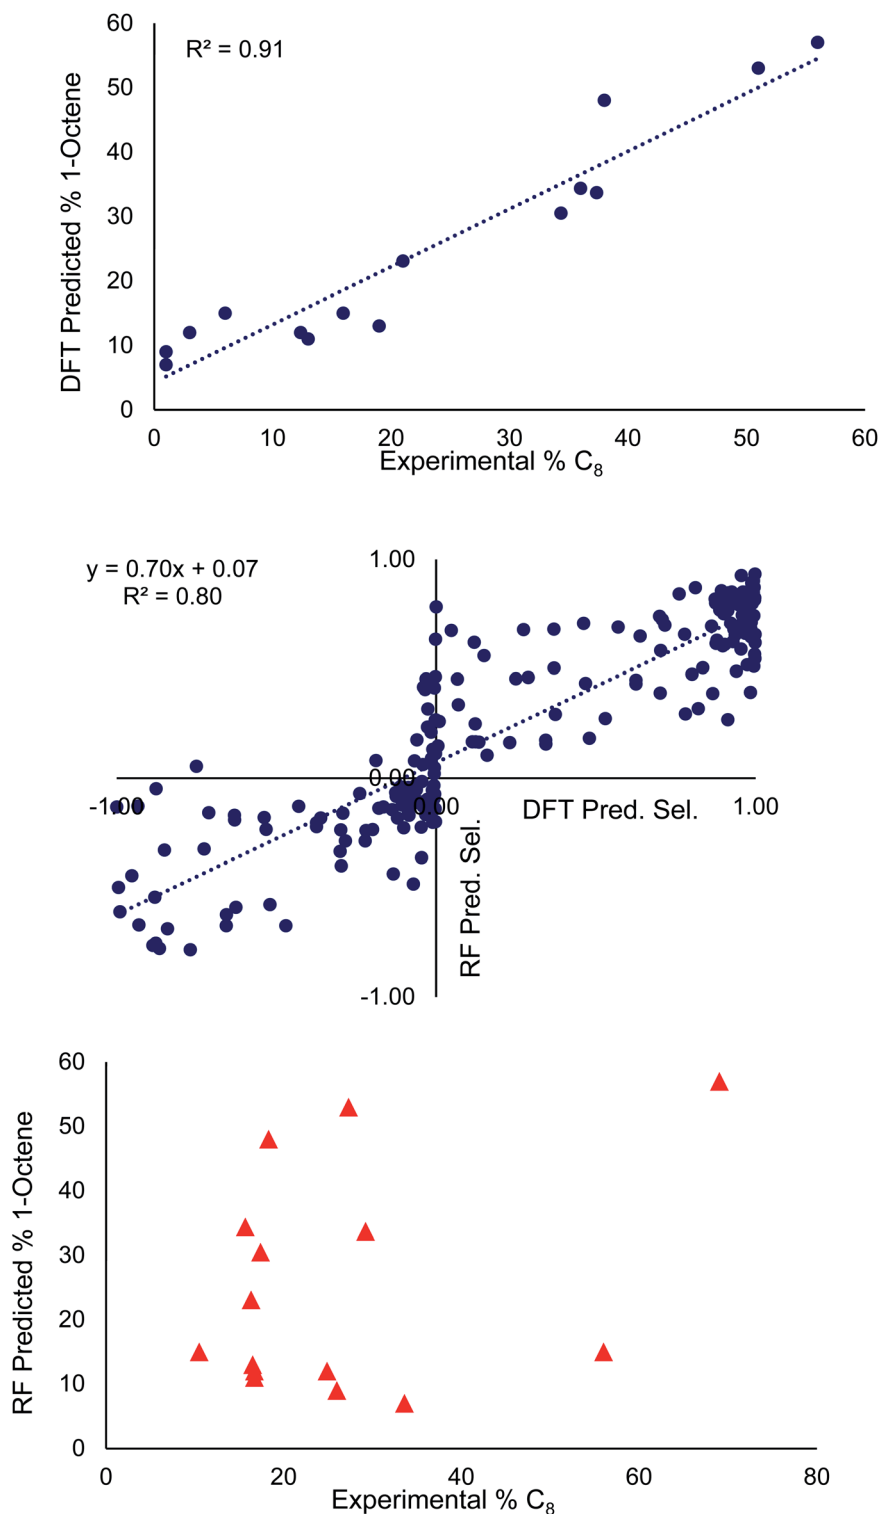 60
R² = 0.91
50
40
30
20
10
0
DFT Predicted % 1-Octene
0 10 20 30 40 50 60
Experimental % C₈
1.00
y = 0.70x + 0.07
R² = 0.80
0.00
-1.00 0.00 1.00
DFT Pred. Sel.
RF Pred. Sel.
-1.00
60
50
40
30
20
10
0
RF Predicted % 1-Octene
0 20 40 60 80
Experimental % C₈